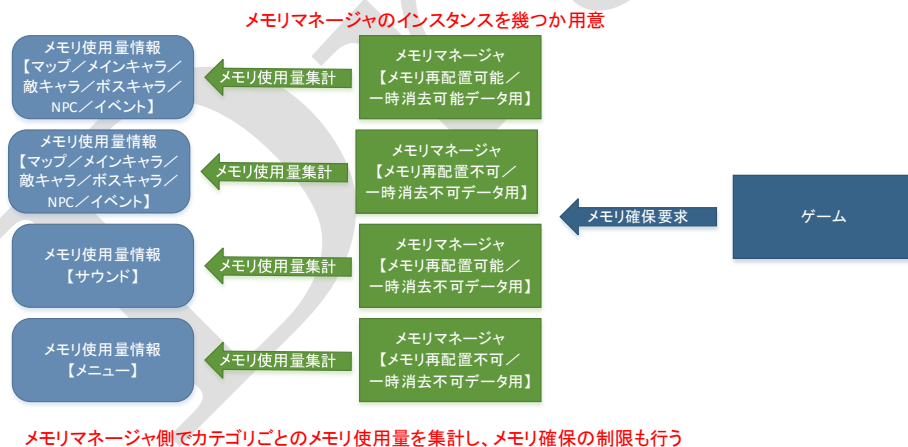 メモリマネージャのインスタンスを幾つか用意
メモリ使用量情報
【マップ／メインキャラ／
敵キャラ／ボスキャラ／
NPC／イベント】
メモリ使用量集計
メモリマネージャ
【メモリ再配置可能／
一時消去可能データ用】
メモリ使用量情報
【マップ／メインキャラ／
敵キャラ／ボスキャラ／
NPC／イベント】
メモリ使用量集計
メモリマネージャ
【メモリ再配置不可／
一時消去不可データ用】
メモリ確保要求
ゲーム
メモリ使用量情報
【サウンド】
メモリ使用量集計
メモリマネージャ
【メモリ再配置可能／
一時消去不可データ用】
メモリ使用量情報
【メニュー】
メモリ使用量集計
メモリマネージャ
【メモリ再配置不可／
一時消去不可データ用】
メモリマネージャ側でカテゴリごとのメモリ使用量を集計し、メモリ確保の制限も行う